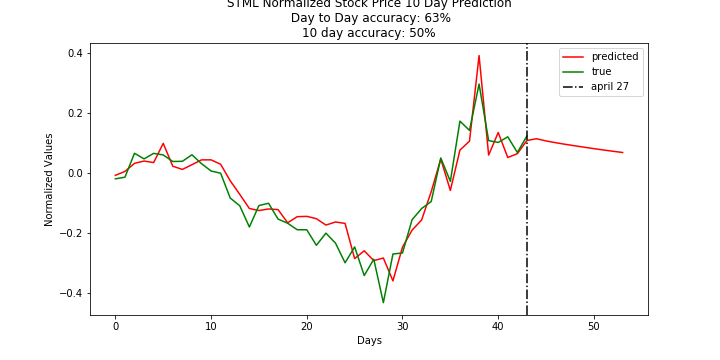 STML Normalized Stock Price 10 Day Prediction
Day to Day accuracy: 63%
10 day accuracy: 50%
predicted
true
april 27
Normalized Values
0.4
0.2
0.0
−0.2
−0.4
0
10
20
30
40
50
Days